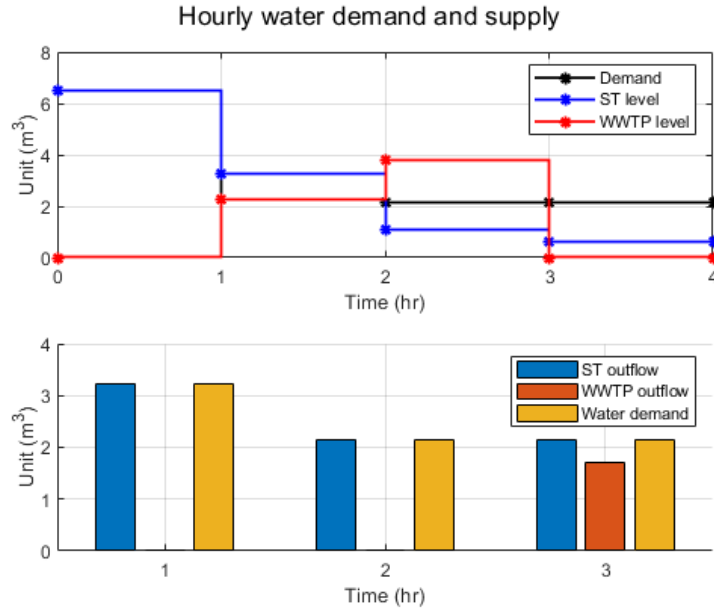 Hourly water demand and supply
8
6
4
2
0
Unit (m³)
Demand
ST level
WWTP level
0 1 2 3 4
Time (hr)
4
3
2
1
0
Unit (m³)
ST outflow
WWTP outflow
Water demand
1 2 3
Time (hr)